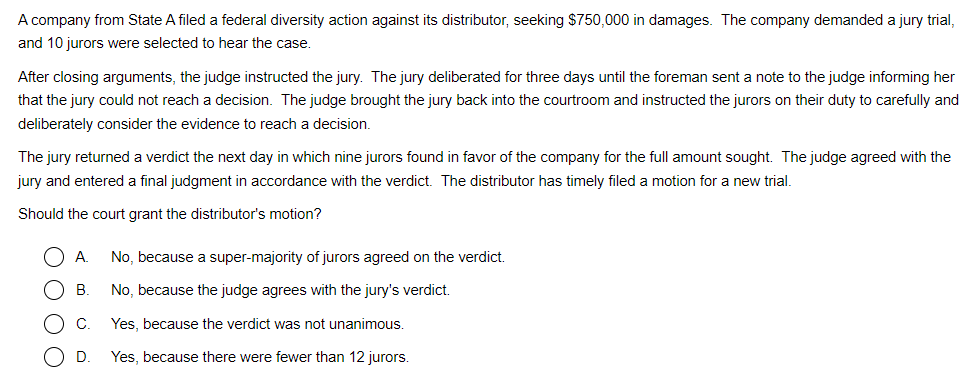 A company from State A filed a federal diversity action against its distributor, seeking $750,000 in damages. The company demanded a jury trial,
and 10 jurors were selected to hear the case.
After closing arguments, the judge instructed the jury. The jury deliberated for three days until the foreman sent a note to the judge informing her
that the jury could not reach a decision. The judge brought the jury back into the courtroom and instructed the jurors on their duty to carefully and
deliberately consider the evidence to reach a decision.
The jury returned a verdict the next day in which nine jurors found in favor of the company for the full amount sought. The judge agreed with the
jury and entered a final judgment in accordance with the verdict. The distributor has timely filed a motion for a new trial.
Should the court grant the distributor's motion?
A. No, because a super-majority of jurors agreed on the verdict.
B. No, because the judge agrees with the jury's verdict.
C. Yes, because the verdict was not unanimous.
D. Yes, because there were fewer than 12 jurors.